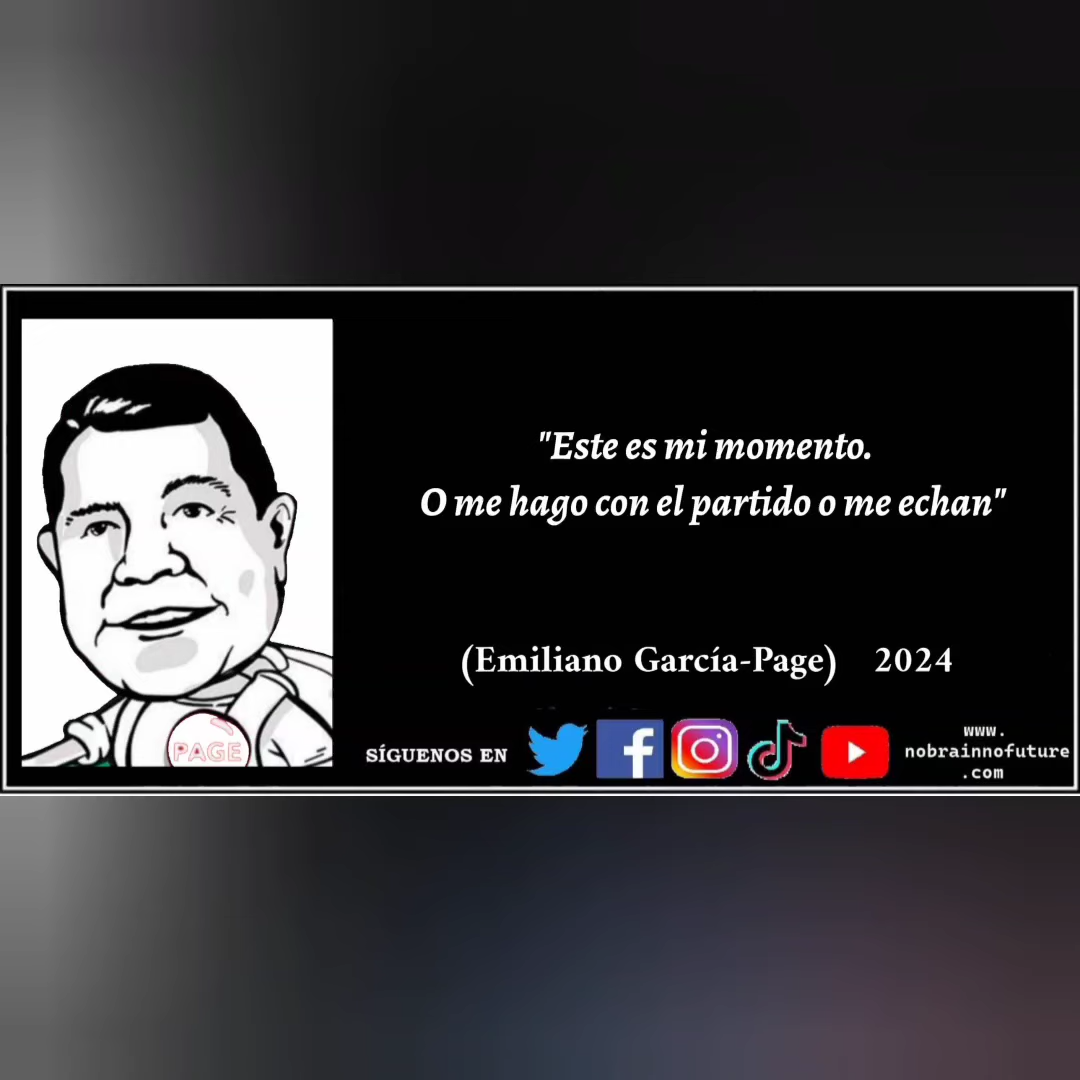 "Este es mi momento.
O me hago con el partido o me echan"
(Emiliano García-Page) 2024
PAGE
SÍGUENOS EN
www.
nobrainnofuture
.com